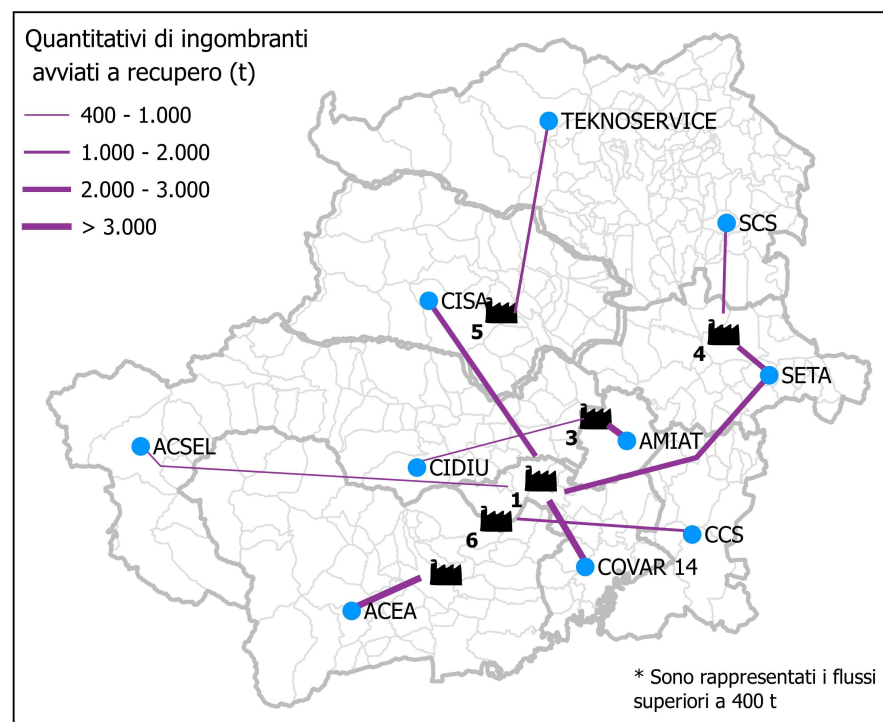 Quantitativi di ingombranti
avviati a recupero (t)
400 - 1.000
1.000 - 2.000
2.000 - 3.000
> 3.000
TEKNOSERVICE
SCS
CISA
5
4
SETA
3
AMIAT
ACSEL
CIDIU
1
6
CCS
COVAR 14
ACEA
* Sono rappresentati i flussi
superiori a 400 t